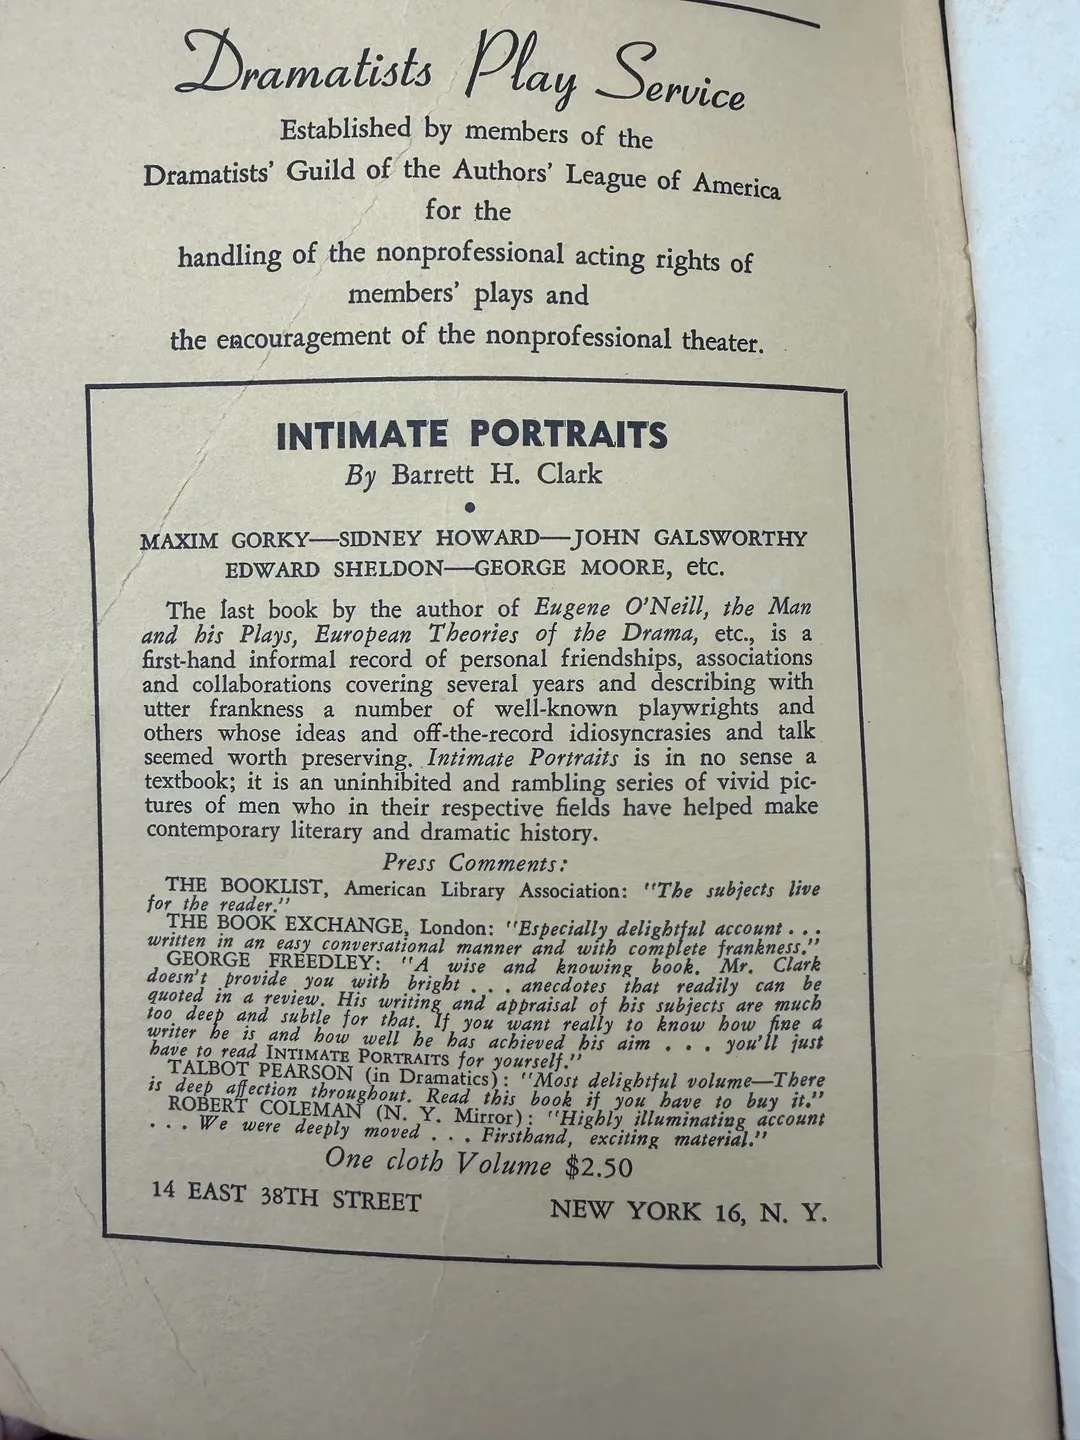 Dramatists Play Service
Established by members of the
Dramatists' Guild of the Authors' League of America
for the
handling of the nonprofessional acting rights of
members' plays and
the encouragement of the nonprofessional theater.
INTIMATE PORTRAITS
By Barrett H. Clark
•
MAXIM GORKY—SIDNEY HOWARD—JOHN GALSWORTHY
EDWARD SHELDON—GEORGE MOORE, etc.
The last book by the author of Eugene O'Neill, the Man
and his Plays, European Theories of the Drama, etc., is a
first-hand informal record of personal friendships, associations
and collaborations covering several years and describing with
utter frankness a number of well-known playwrights and
others whose ideas and off-the-record idiosyncrasies and talk
seemed worth preserving. Intimate Portraits is in no sense a
textbook; it is an uninhibited and rambling series of vivid pic-
tures of men who in their respective fields have helped make
contemporary literary and dramatic history.
Press Comments:
THE BOOKLIST, American Library Association: "The subjects live
for the reader."
THE BOOK EXCHANGE, London: "Especially delightful account . . .
written in an easy conversational manner and with complete frankness."
GEORGE FREEDLEY: "A wise and knowing book. Mr. Clark
doesn't provide you with bright . . . anecdotes that readily can be
quoted in a review. His writing and appraisal of his subjects are much
too deep and subtle for that. If you want really to know how fine a
writer he is and how well he has achieved his aim . . . you'll just
have to read INTIMATE PORTRAITS for yourself."
TALBOT PEARSON (in Dramatics): "Most delightful volume—There
is deep affection throughout. Read this book if you have to buy it."
ROBERT COLEMAN (N. Y. Mirror): "Highly illuminating account
. . . We were deeply moved . . . Firsthand, exciting material."
One cloth Volume $2.50
14 EAST 38TH STREET NEW YORK 16, N. Y.